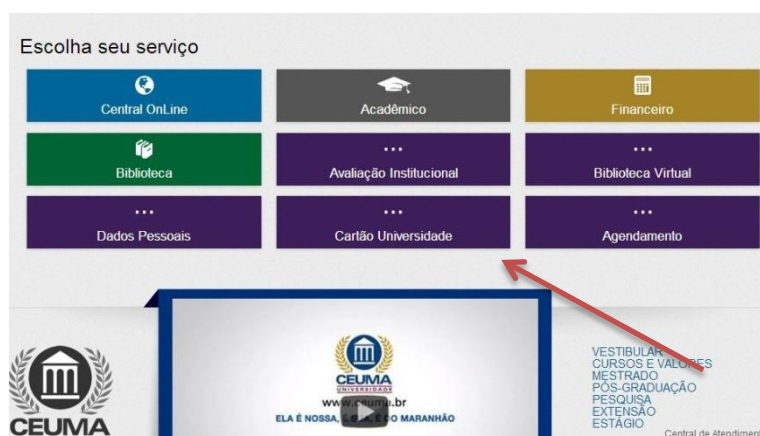 Escolha seu serviço
Central OnLine
Acadêmico
Financeiro
Biblioteca
Avaliação Institucional
Biblioteca Virtual
Dados Pessoais
Cartão Universidade
Agendamento
CEUMA
UNIVERSIDADE
www.ceuma.br
ELA É NOSSA, É SUA, É DO MARANHÃO
CEUMA
VESTIBULAR
CURSOS E VALORES
MESTRADO
PÓS-GRADUAÇÃO
PESQUISA
EXTENSÃO
ESTÁGIO
Central de Atendiment